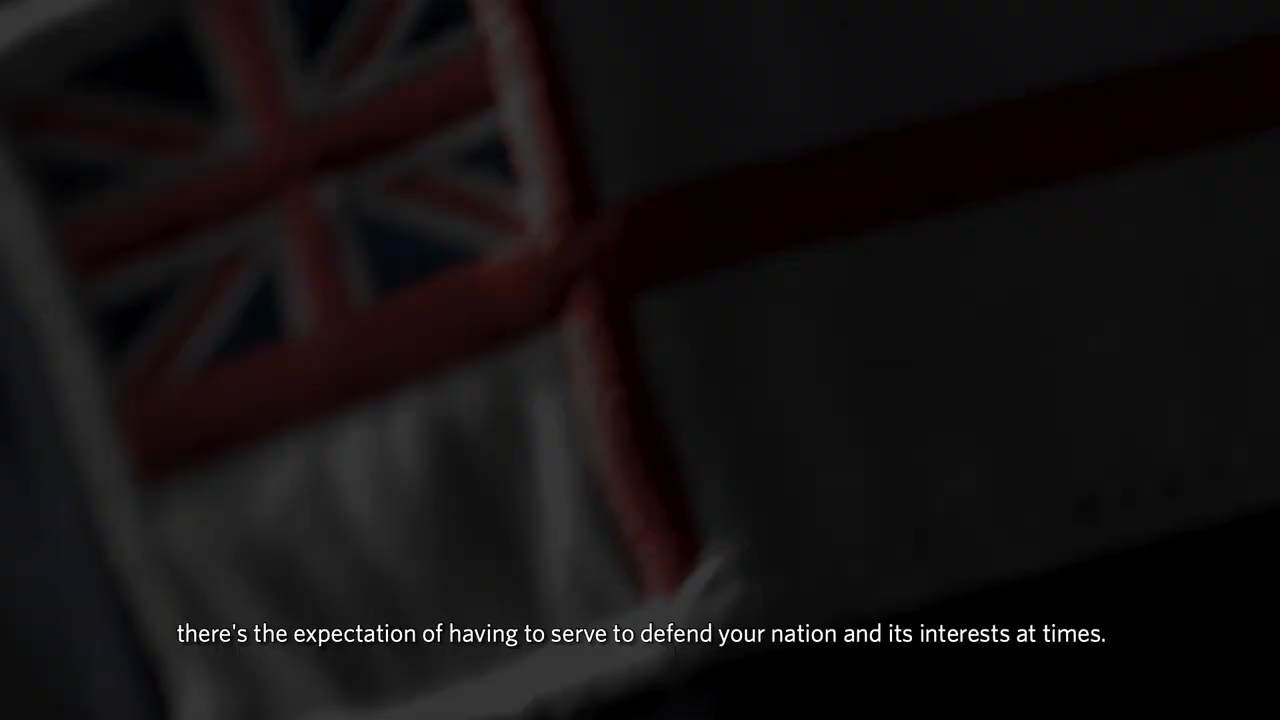 there's the expectation of having to serve to defend your nation and its interests at times.